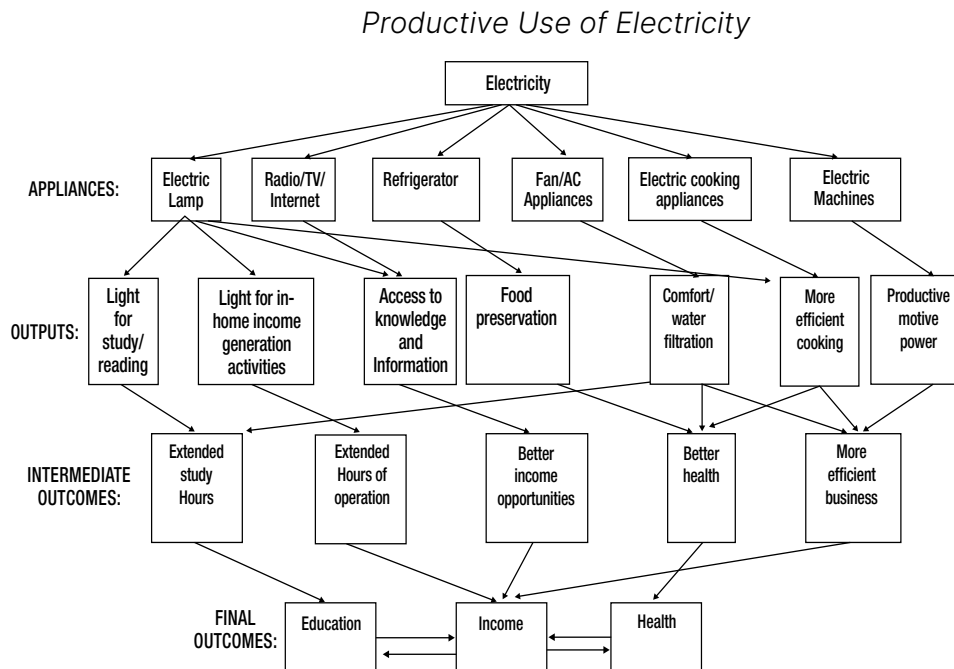 Productive Use of Electricity
Electricity
APPLIANCES:
Electric
Lamp
Radio/TV/
Internet
Refrigerator
Fan/AC
Appliances
Electric cooking
appliances
Electric
Machines
OUTPUTS:
Light
for
study/
reading
Light for in-
home income
generation
activities
Access to
knowledge
and
Information
Food
preservation
Comfort/
water
filtration
More
efficient
cooking
Productive
motive
power
INTERMEDIATE
OUTCOMES:
Extended
study
Hours
Extended
Hours of
operation
Better
income
opportunities
Better
health
More
efficient
business
FINAL
OUTCOMES:
Education
Income
Health